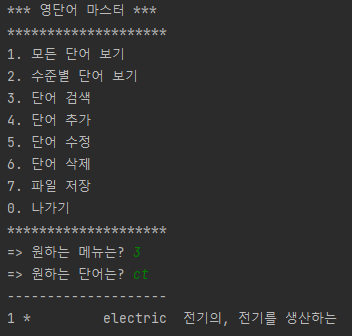 *** 영단어 마스터 ***
********************
1. 모든 단어 보기
2. 수준별 단어 보기
3. 단어 검색
4. 단어 추가
5. 단어 수정
6. 단어 삭제
7. 파일 저장
0. 나가기
********************
=> 원하는 메뉴는? 3
=> 원하는 단어는? ct
--------------------
1 *         electric  전기의, 전기를 생산하는